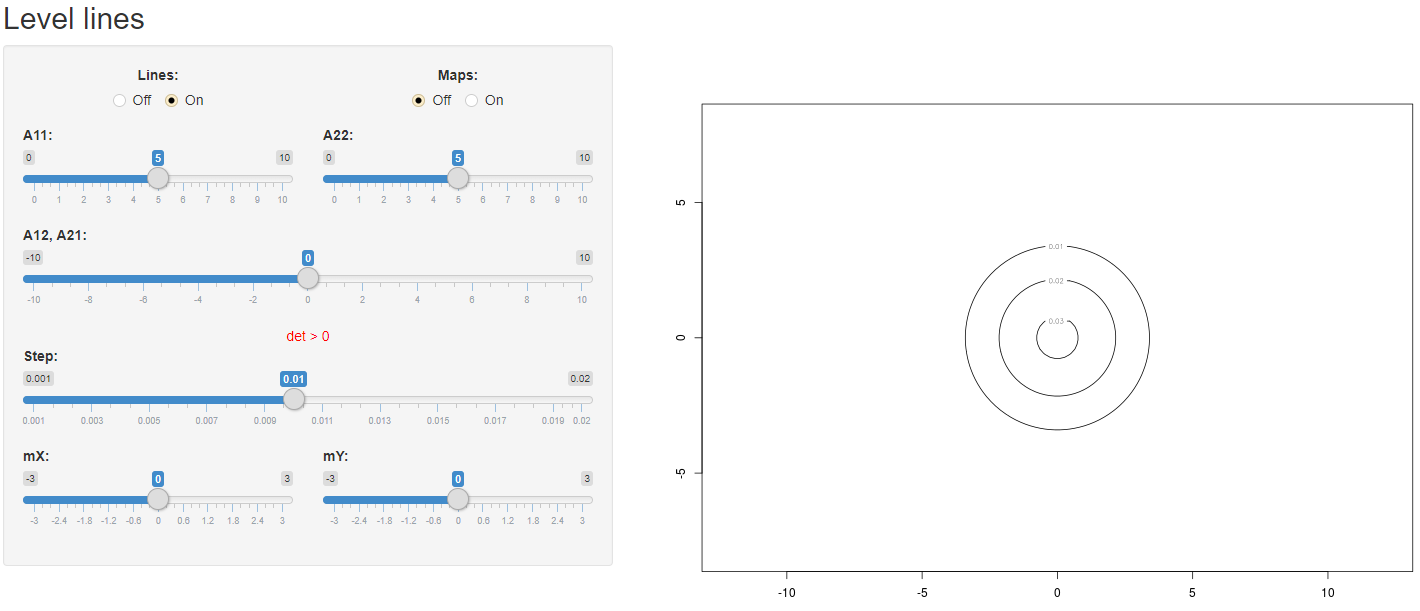 Level lines
Lines: Maps:
Off On Off On
A11: A22:
0 5 10 0 5 10
0 1 2 3 4 5 6 7 8 9 10 0 1 2 3 4 5 6 7 8 9 10
A12, A21:
-10 0 10
-10 -8 -6 -4 -2 0 2 4 6 8 10
det > 0
Step:
0.001 0.01 0.02
0.001 0.003 0.005 0.007 0.009 0.011 0.013 0.015 0.017 0.019 0.02
mX: mY:
-3 0 3 -3 0 3
-3 -2.4 -1.8 -1.2 -0.6 0 0.6 1.2 1.8 2.4 3 -3 -2.4 -1.8 -1.2 -0.6 0 0.6 1.2 1.8 2.4 3
5
0
-5
0.01
0.02
0.03
-10 -5 0 5 10